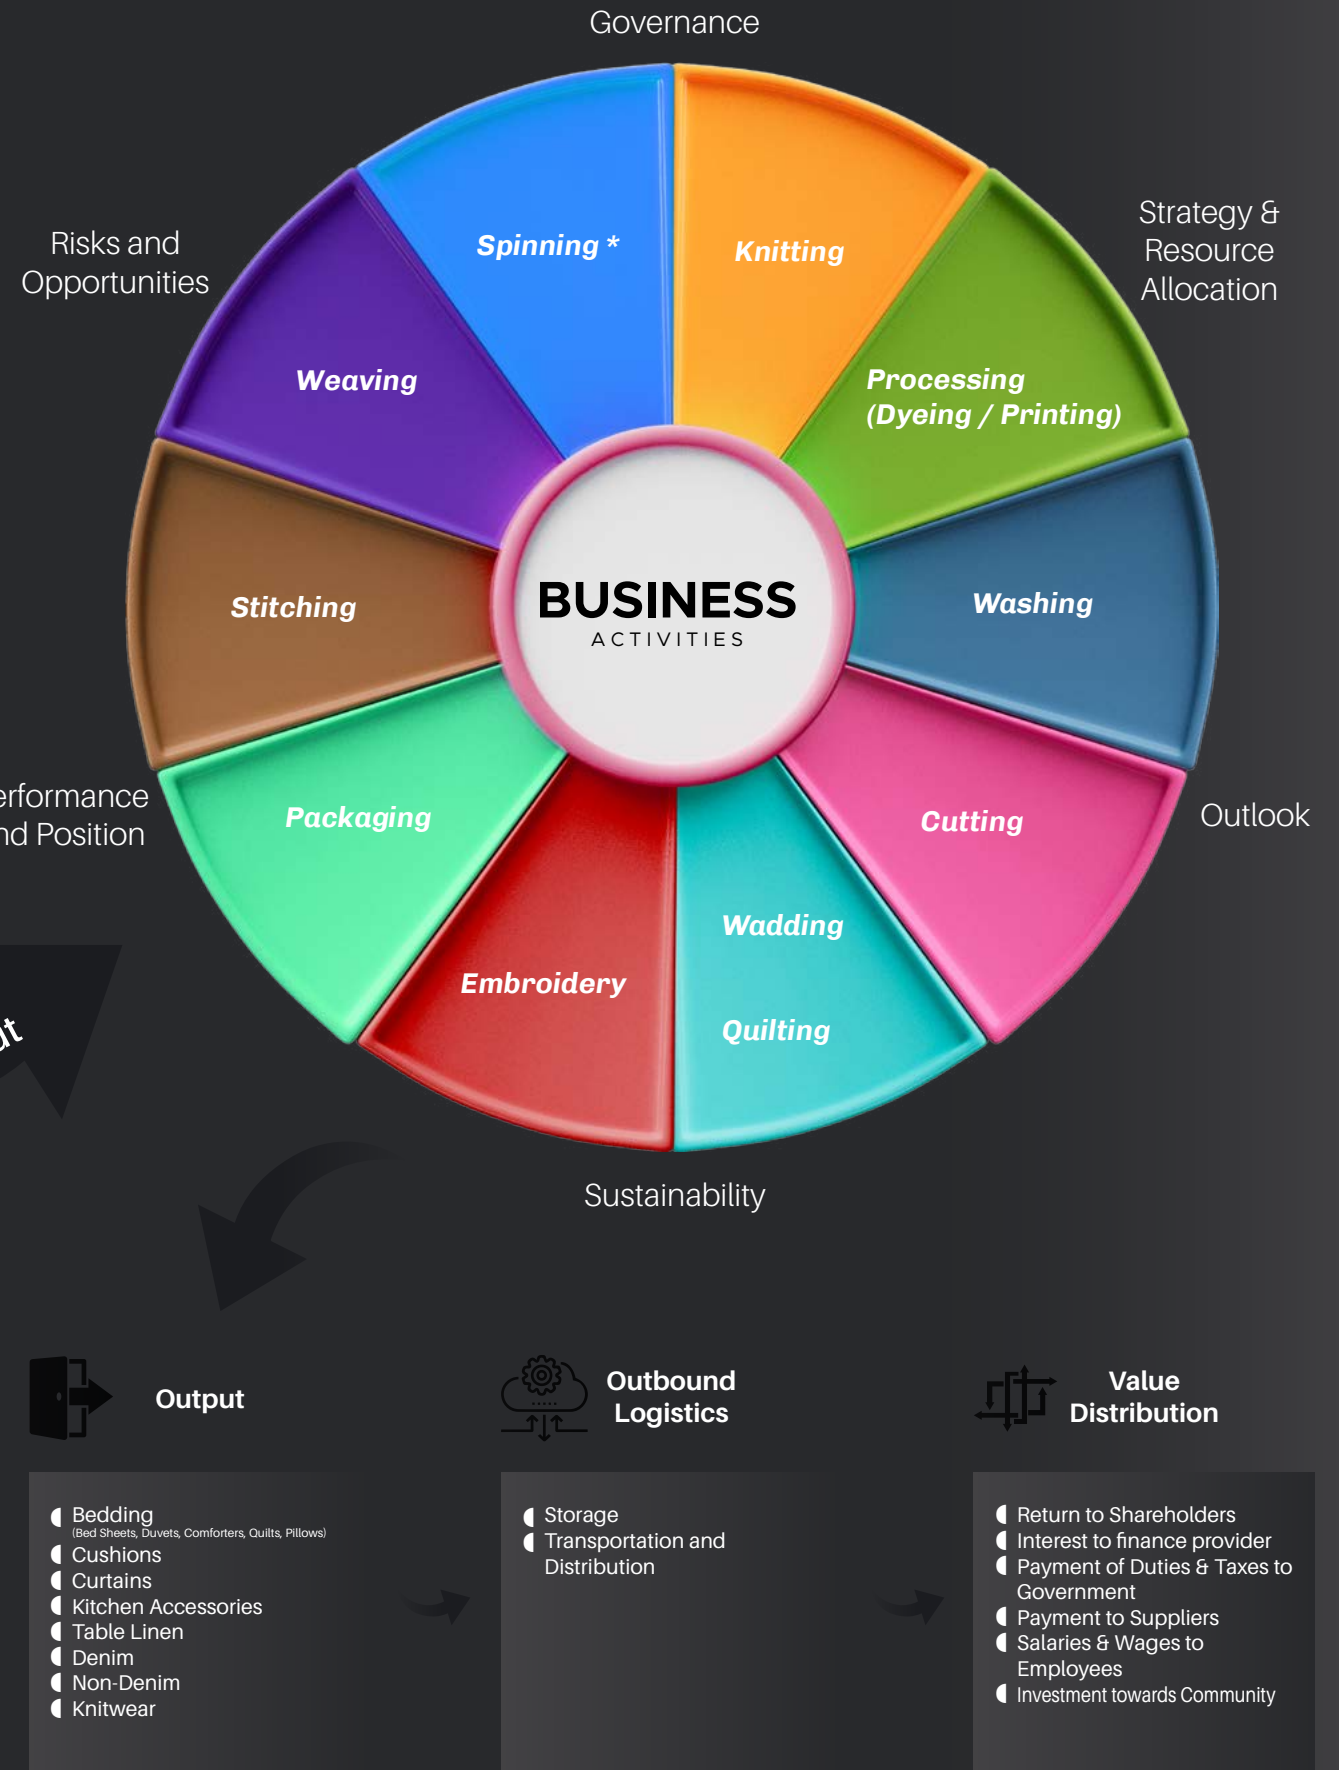 Governance
Risks and
Opportunities
Strategy &
Resource
Allocation
Spinning *
Knitting
Weaving
Processing
(Dyeing / Printing)
Stitching
BUSINESS
ACTIVITIES
Washing
Packaging
Cutting
erformance
nd Position
Outlook
Wadding
Embroidery
Quilting
Sustainability
Output
Bedding
(Bed Sheets, Duvets, Comforters, Quilts, Pillows)
Cushions
Curtains
Kitchen Accessories
Table Linen
Denim
Non-Denim
Knitwear
Outbound
Logistics
Storage
Transportation and
Distribution
Value
Distribution
Return to Shareholders
Interest to finance provider
Payment of Duties & Taxes to
Government
Payment to Suppliers
Salaries & Wages to
Employees
Investment towards Community